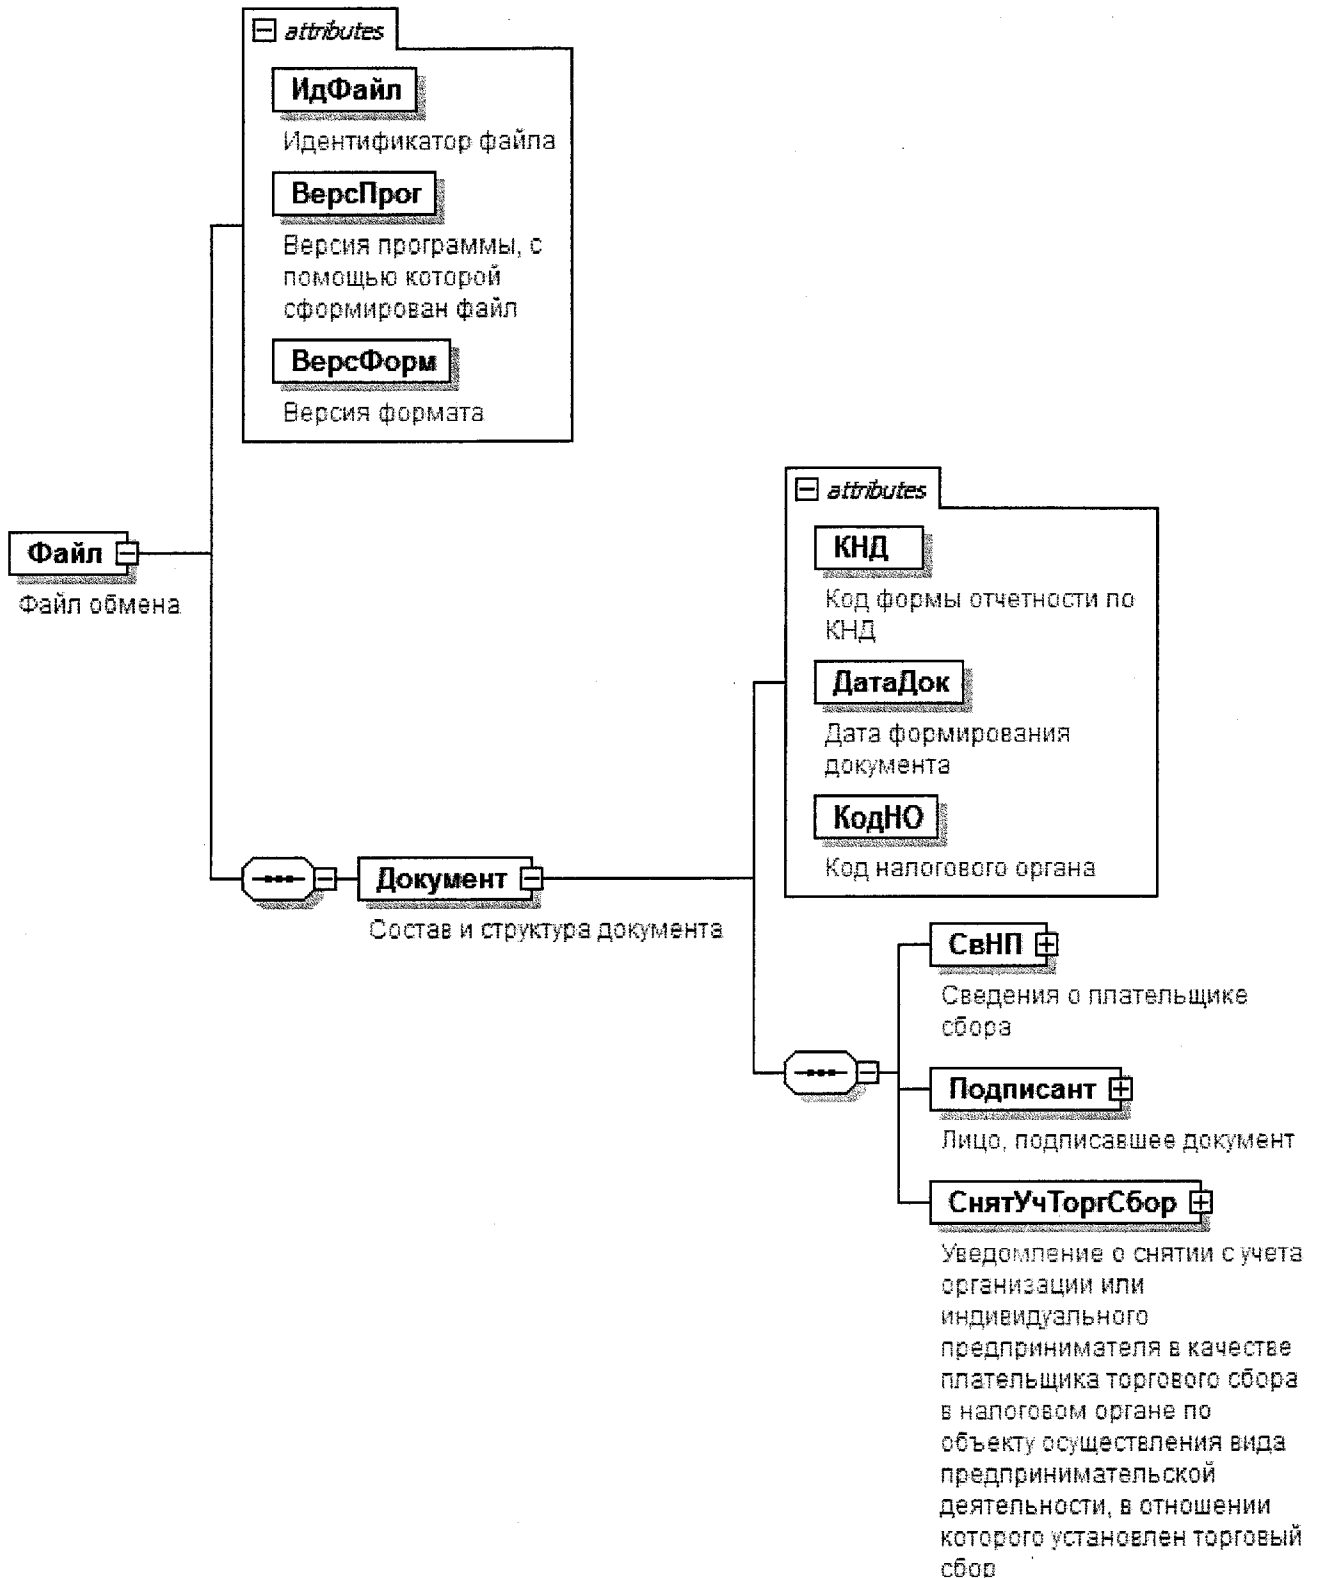 attributes
ИдФайл
Идентификатор файла
ВерсПрог
Версия программы, с
помощью которой
сформирован файл
ВерсФорм
Версия формата
Файл
Файл обмена
Документ
Состав и структура документа
attributes
КНД
Код формы отчетности по
КНД
ДатаДок
Дата формирования
документа
КодНО
Код налогового органа
СвНП
Сведения о плательщике
сбора
Подписант
Лицо, подписавшее документ
СнятУчТоргСбор
Уведомление о снятии с учета
организации или
индивидуального
предпринимателя в качестве
плательщика торгового сбора
в налоговом органе по
объекту осуществления вида
предпринимательской
деятельности, в отношении
которого установлен торговый
сбор